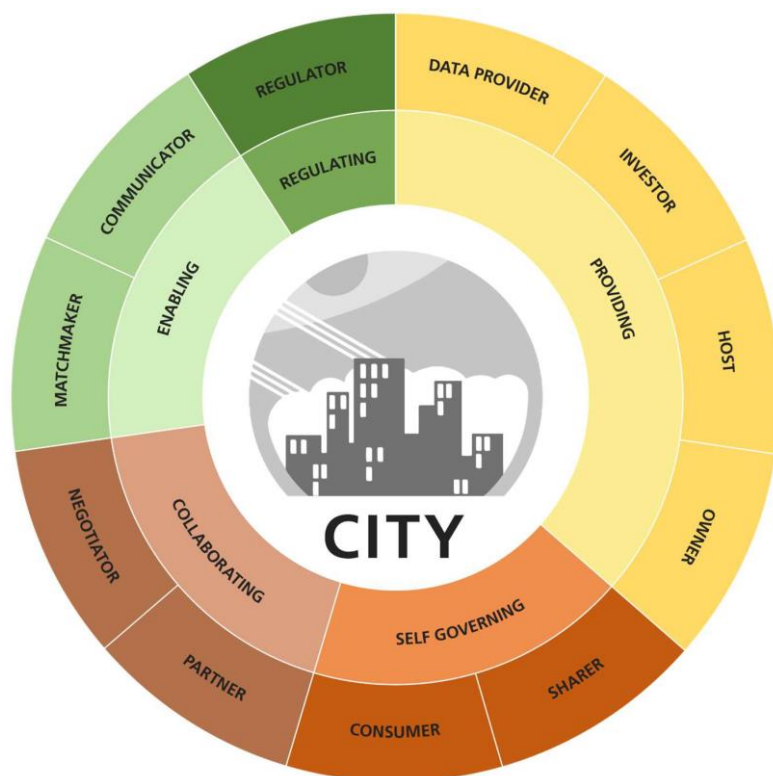 REGULATOR
DATA PROVIDER
COMMUNICATOR
REGULATING
INVESTOR
ENABLING
PROVIDING
MATCHMAKER
HOST
CITY
NEGOTIATOR
COLLABORATING
OWNER
SELF GOVERNING
PARTNER
SHARER
CONSUMER